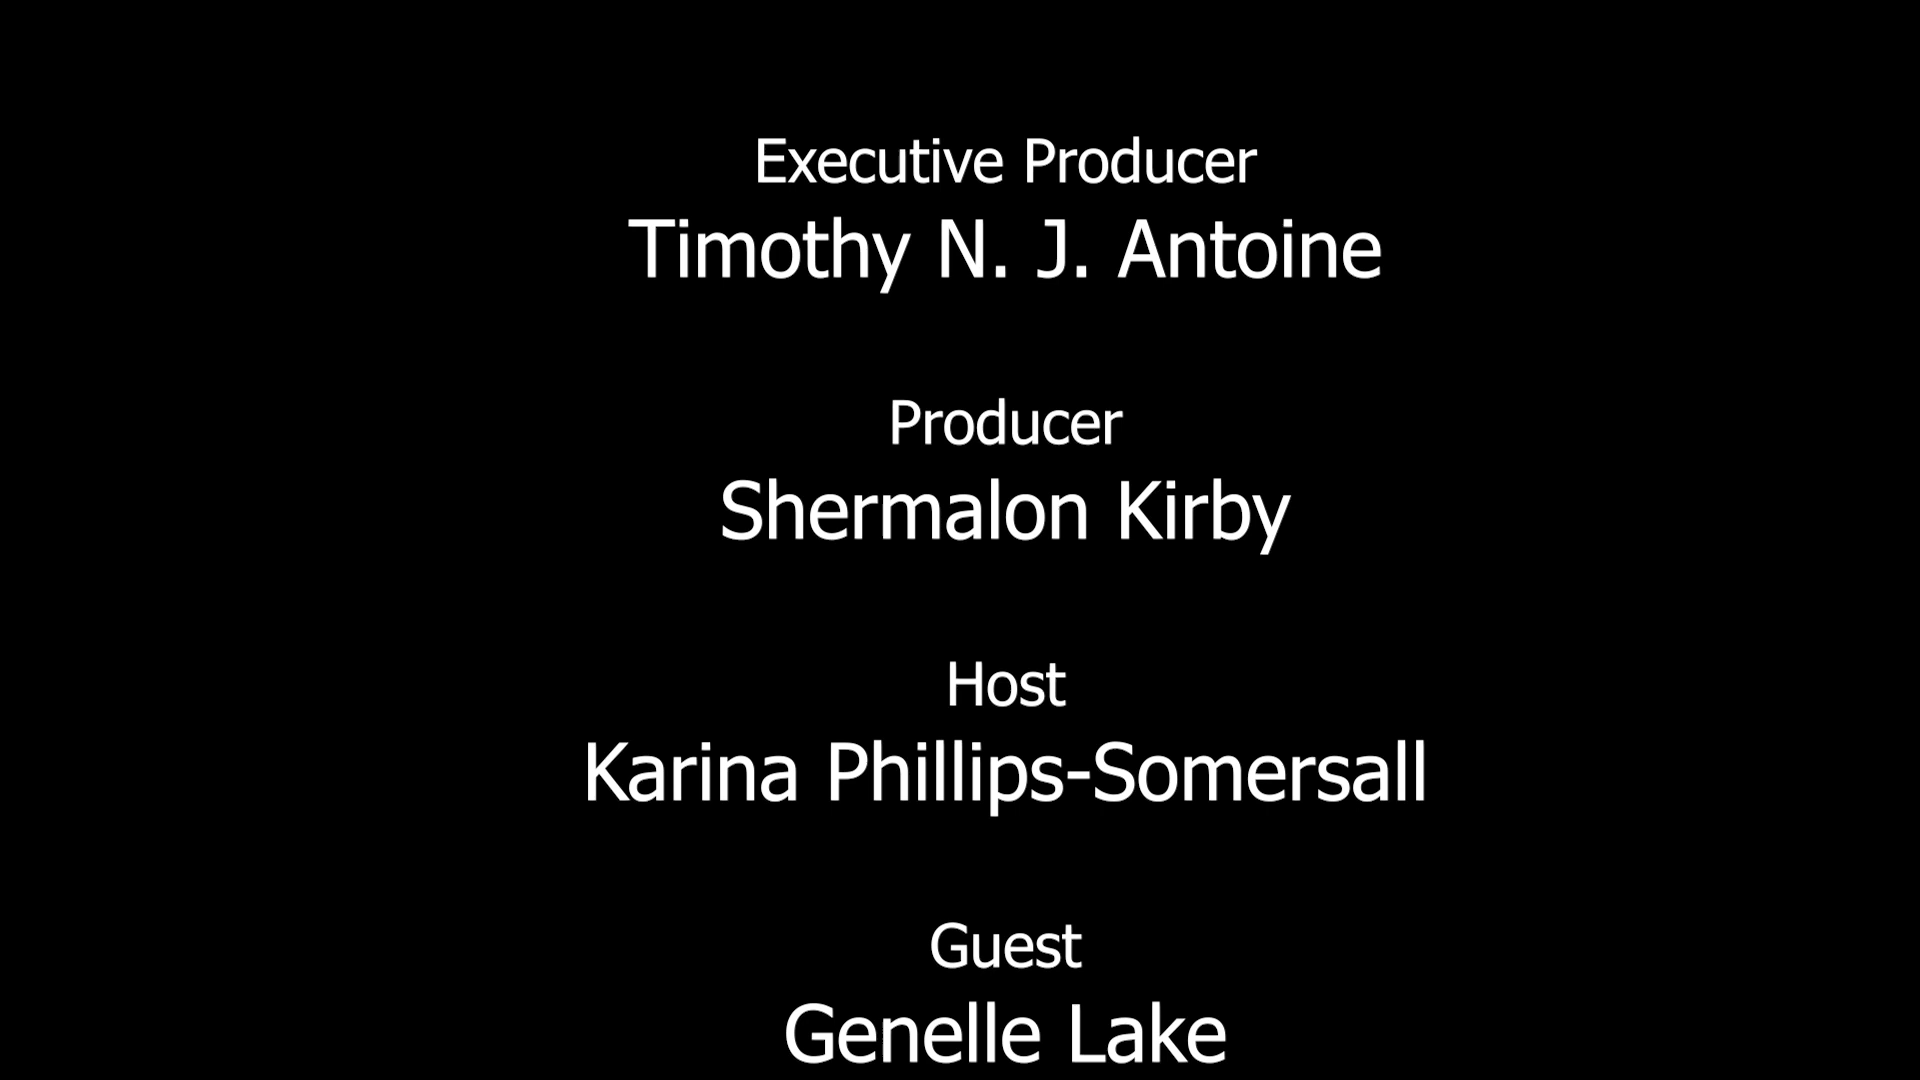 Executive Producer
Timothy N. J. Antoine
Producer
Shermalon Kirby
Host
Karina Phillips-Somersall
Guest
Genelle Lake